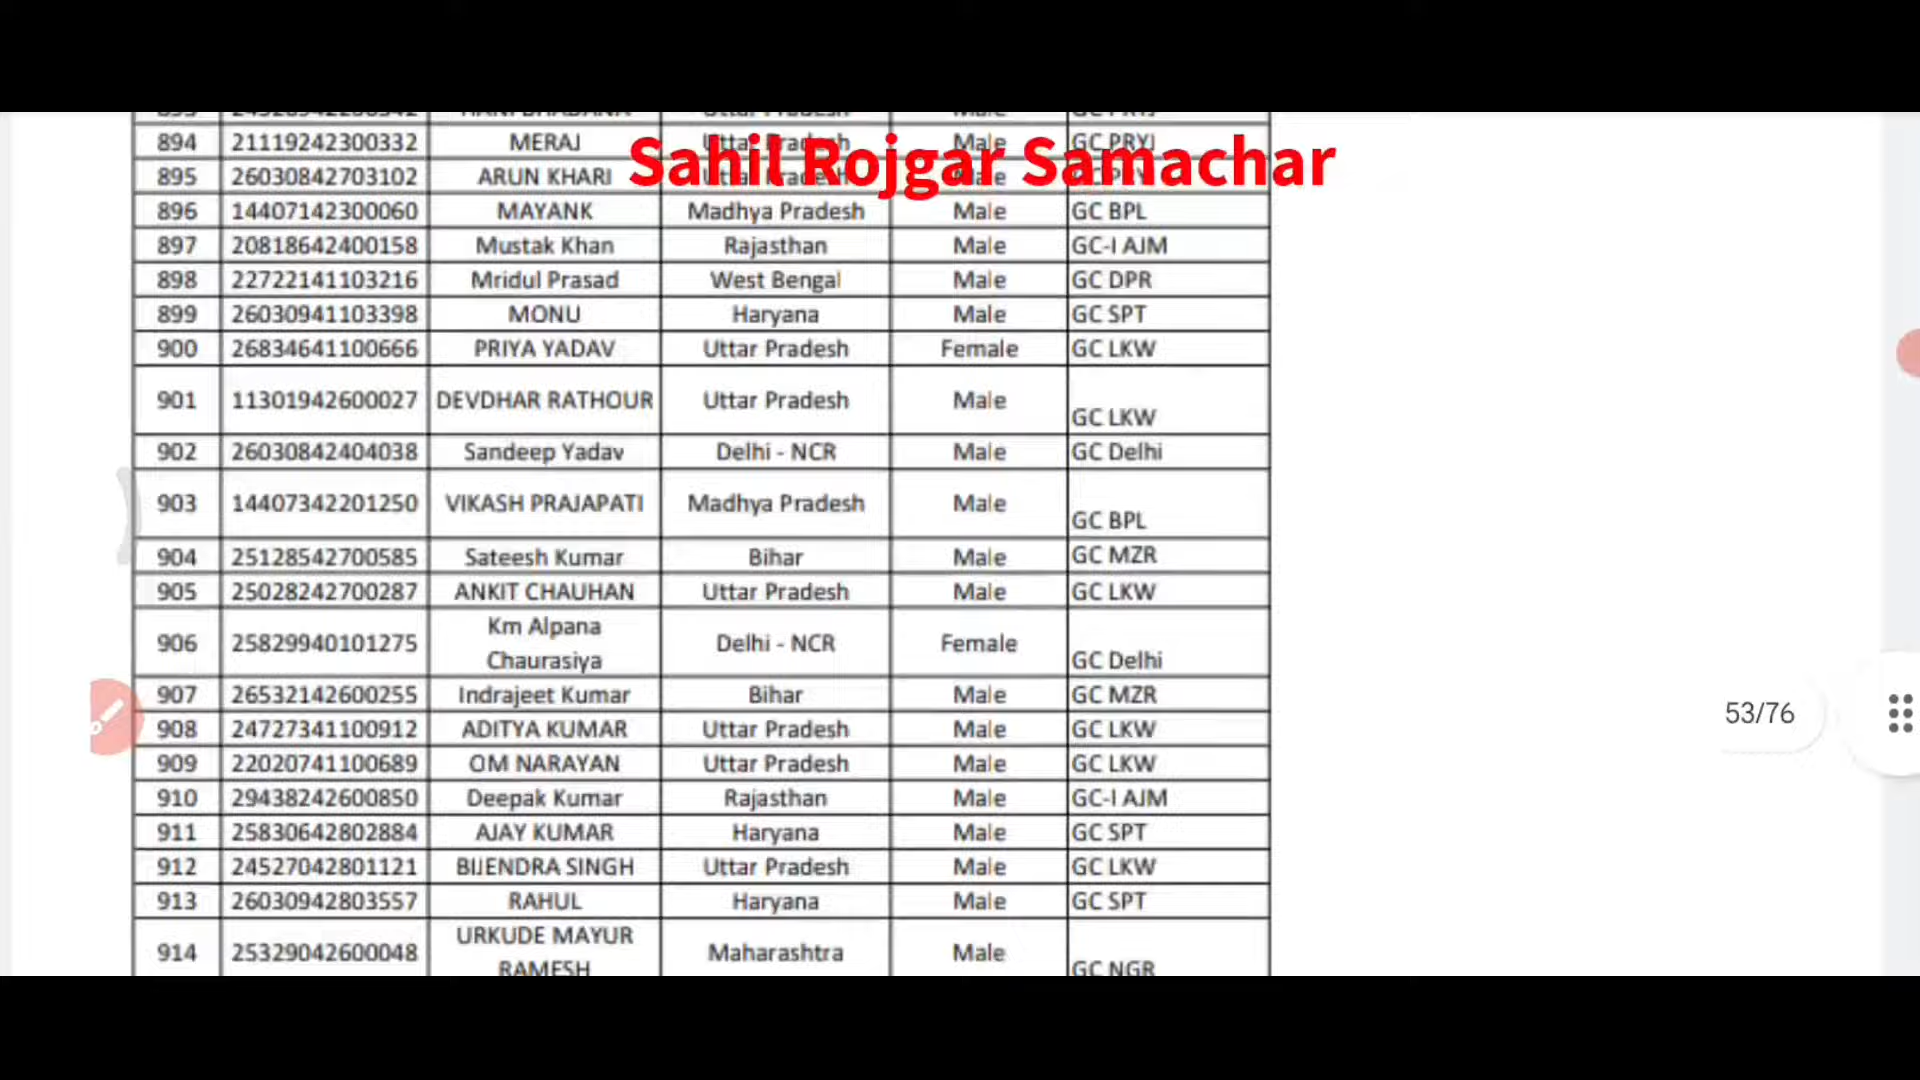 Sahil Rojgar Samachar
894 21119242300332 MERAJ Uttar Pradesh Male GC PRYJ
895 26030842703102 ARUN KHARI Uttar Pradesh Male
896 14407142300060 MAYANK Madhya Pradesh Male GC BPL
897 20818642400158 Mustak Khan Rajasthan Male GC-I AJM
898 22722141103216 Mridul Prasad West Bengal Male GC DPR
899 26030941103398 MONU Haryana Male GC SPT
900 26834641100666 PRIYA YADAV Uttar Pradesh Female GC LKW
901 11301942600027 DEVDHAR RATHOUR Uttar Pradesh Male GC LKW
902 26030842404038 Sandeep Yadav Delhi - NCR Male GC Delhi
903 14407342201250 VIKASH PRAJAPATI Madhya Pradesh Male GC BPL
904 25128542700585 Sateesh Kumar Bihar Male GC MZR
905 25028242700287 ANKIT CHAUHAN Uttar Pradesh Male GC LKW
906 25829940101275 Km Alpana Chaurasiya Delhi - NCR Female GC Delhi
907 26532142600255 Indrajeet Kumar Bihar Male GC MZR
908 24727341100912 ADITYA KUMAR Uttar Pradesh Male GC LKW
909 22020741100689 OM NARAYAN Uttar Pradesh Male GC LKW
910 29438242600850 Deepak Kumar Rajasthan Male GC-I AJM
911 25830642802884 AJAY KUMAR Haryana Male GC SPT
912 24527042801121 BIJENDRA SINGH Uttar Pradesh Male GC LKW
913 26030942803557 RAHUL Haryana Male GC SPT
914 25329042600048 URKUDE MAYUR RAMESH Maharashtra Male GC NGR
53/76